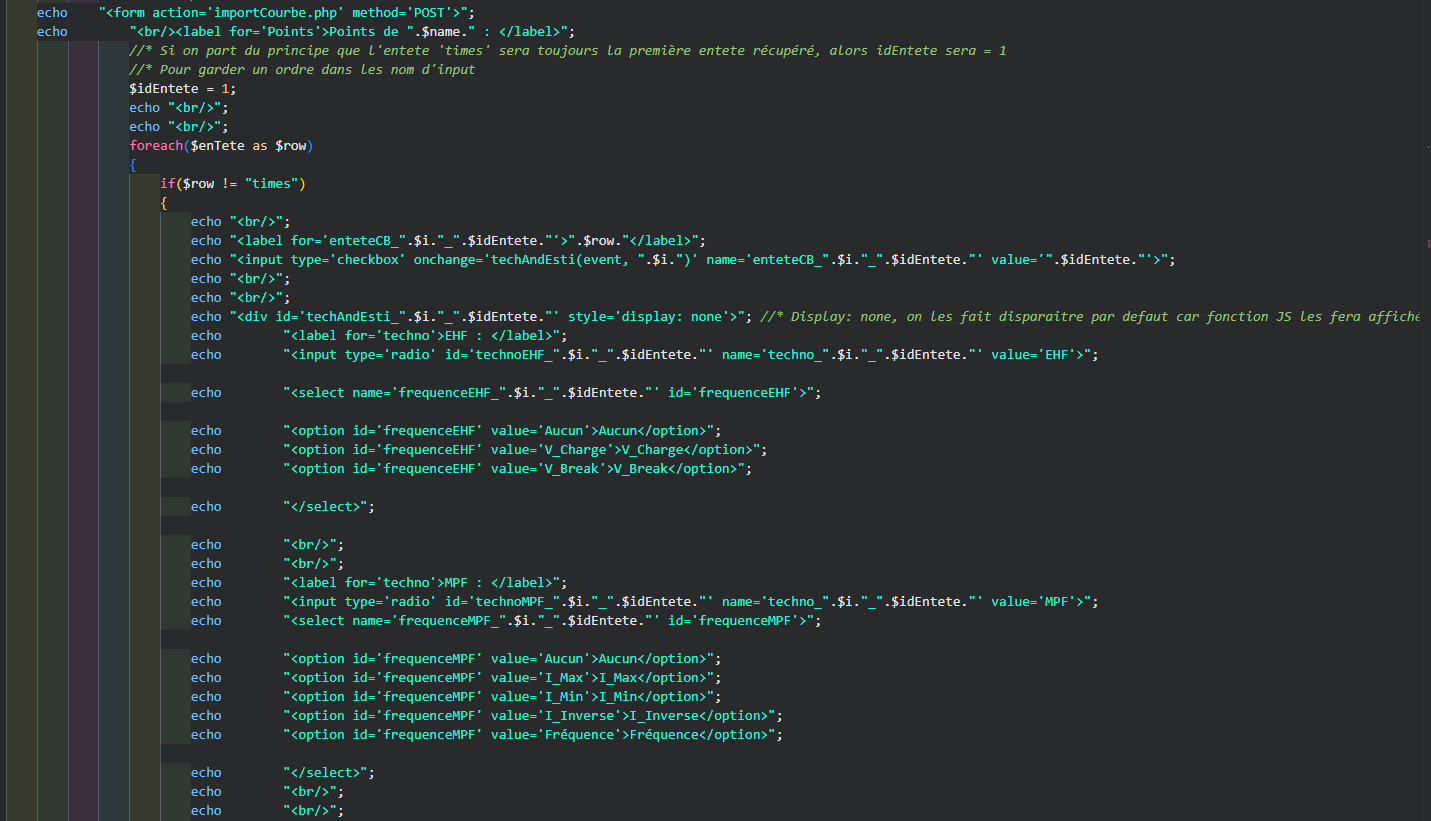 echo    "<form action='importCourbe.php' method='POST'>";
echo        "<br/><label for='Points'>Points de ".$name." : </label>";
//* Si on part du principe que l'entete 'times' sera toujours la première entete récupéré, alors idEntete sera = 1
//* Pour garder un ordre dans les nom d'input
$idEntete = 1;
echo "<br/>";
echo "<br/>";
foreach($enTete as $row)
{
if($row != "times")
{
echo "<br/>";
echo "<label for='enteteCB_".$i."_".$idEntete."'>".$row."</label>";
echo "<input type='checkbox' onchange='techAndEsti(event, ".$i.")' name='enteteCB_".$i."_".$idEntete."' value='".$idEntete."'>";
echo "<br/>";
echo "<br/>";
echo "<div id='techAndEsti_".$i."_".$idEntete."' style='display: none'>"; //* Display: none, on les fait disparaitre par defaut car fonction JS les fera affiché
echo        "<label for='techno'>EHF : </label>";
echo        "<input type='radio' id='technoEHF_".$i."_".$idEntete."' name='techno_".$i."_".$idEntete."' value='EHF'>";
echo        "<select name='frequenceEHF_".$i."_".$idEntete."' id='frequenceEHF'>";
echo        "<option id='frequenceEHF' value='Aucun'>Aucun</option>";
echo        "<option id='frequenceEHF' value='V_Charge'>V_Charge</option>";
echo        "<option id='frequenceEHF' value='V_Break'>V_Break</option>";
echo        "</select>";
echo        "<br/>";
echo        "<br/>";
echo        "<label for='techno'>MPF : </label>";
echo        "<input type='radio' id='technoMPF_".$i."_".$idEntete."' name='techno_".$i."_".$idEntete."' value='MPF'>";
echo        "<select name='frequenceMPF_".$i."_".$idEntete."' id='frequenceMPF'>";
echo        "<option id='frequenceMPF' value='Aucun'>Aucun</option>";
echo        "<option id='frequenceMPF' value='I_Max'>I_Max</option>";
echo        "<option id='frequenceMPF' value='I_Min'>I_Min</option>";
echo        "<option id='frequenceMPF' value='I_Inverse'>I_Inverse</option>";
echo        "<option id='frequenceMPF' value='Fréquence'>Fréquence</option>";
echo        "</select>";
echo        "<br/>";
echo        "<br/>";